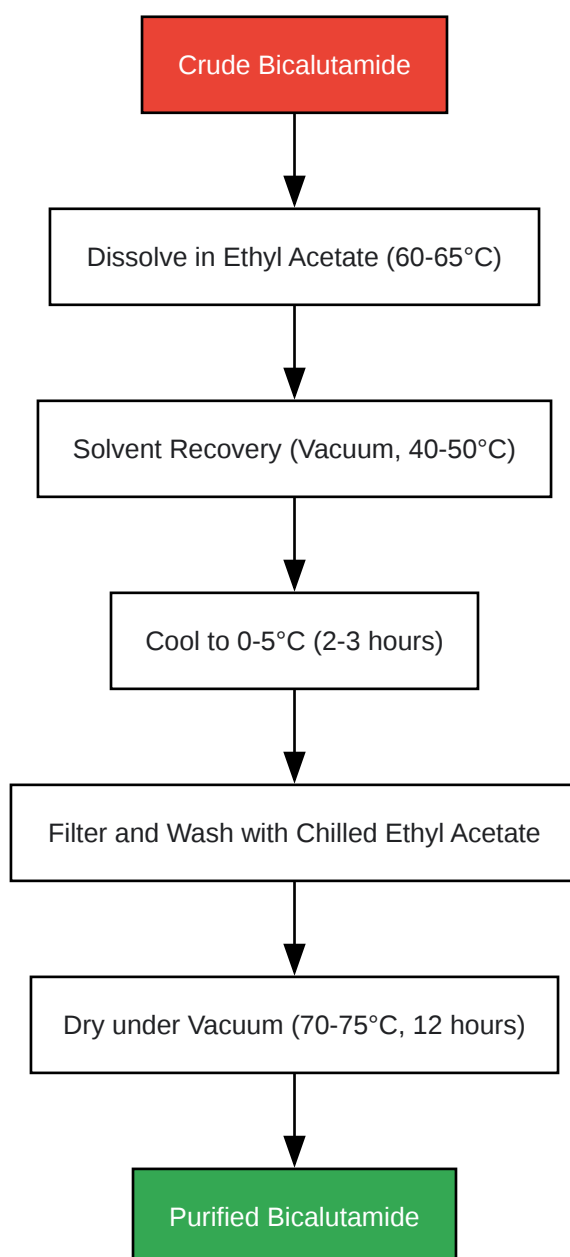 Crude Bicalutamide
Dissolve in Ethyl Acetate (60-65°C)
Solvent Recovery (Vacuum, 40-50°C)
Cool to 0-5°C (2-3 hours)
Filter and Wash with Chilled Ethyl Acetate
Dry under Vacuum (70-75°C, 12 hours)
Purified Bicalutamide